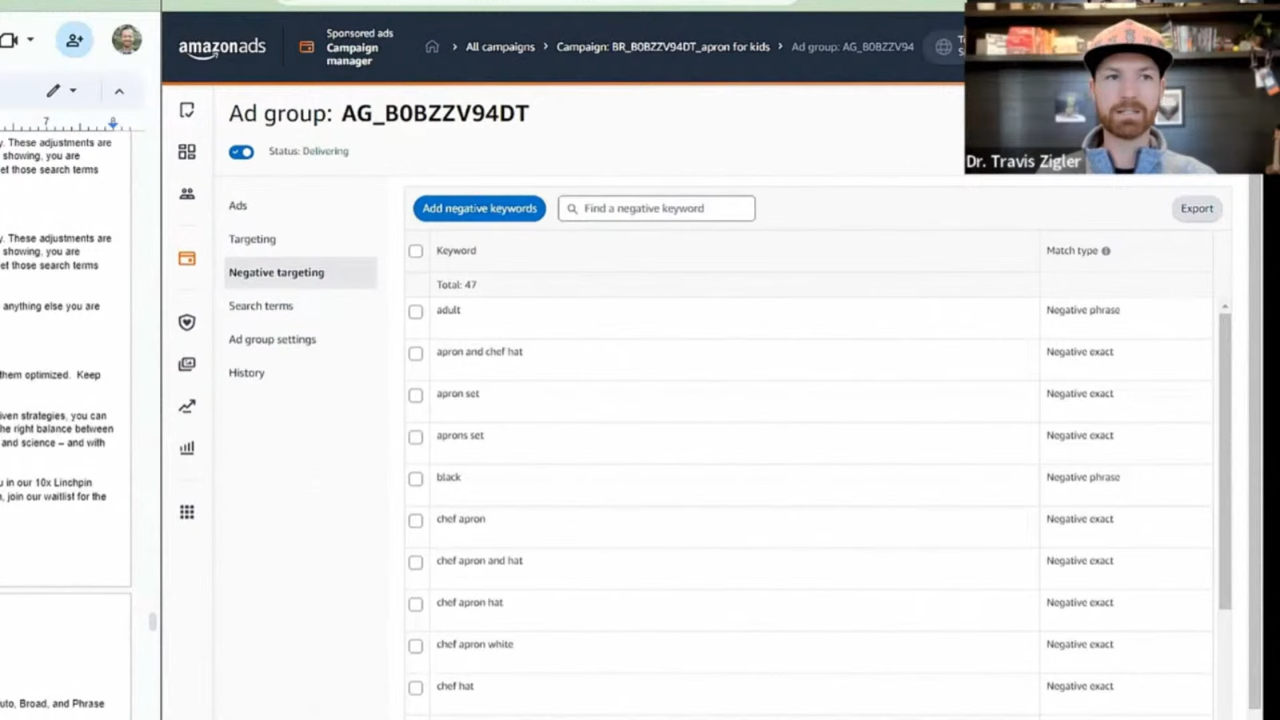 7
8
y. These adjustments are
showing, you are
et those search terms
y. These adjustments are
showing, you are
et those search terms
anything else you are
them optimized. Keep
iven strategies, you can
he right balance between
and science – and with
u in our 10x Linchpin
n, join our waitlist for the
uto, Broad, and Phrase
amazonads
Sponsored ads
Campaign
manager
All campaigns > Campaign: BR_B0BZZV94DT_apron for kids > Ad group: AG_B0BZZV94
Ad group: AG_B0BZZV94DT
Status: Delivering
Ads
Targeting
Negative targeting
Search terms
Ad group settings
History
Add negative keywords
Find a negative keyword
Export
Keyword Match type
Total: 47
adult Negative phrase
apron and chef hat Negative exact
apron set Negative exact
aprons set Negative exact
black Negative phrase
chef apron Negative exact
chef apron and hat Negative exact
chef apron hat Negative exact
chef apron white Negative exact
chef hat Negative exact
Dr. Travis Zigler